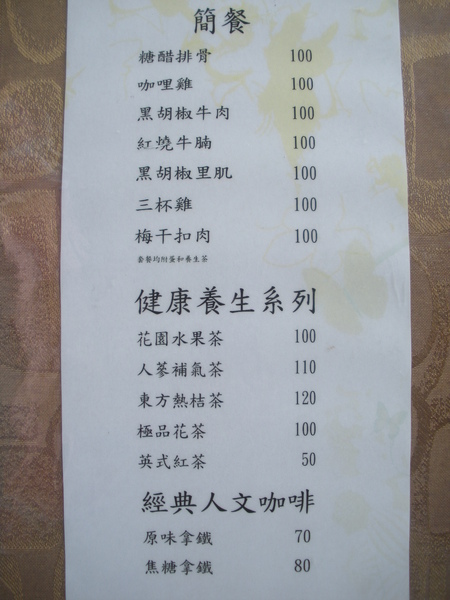 簡餐
糖醋排骨 100
咖哩雞 100
黑胡椒牛肉 100
紅燒牛腩 100
黑胡椒里肌 100
三杯雞 100
梅干扣肉 100
套餐均附蛋和養生茶
健康養生系列
花園水果茶 100
人蔘補氣茶 110
東方熱桔茶 120
極品花茶 100
英式紅茶 50
經典人文咖啡
原味拿鐵 70
焦糖拿鐵 80